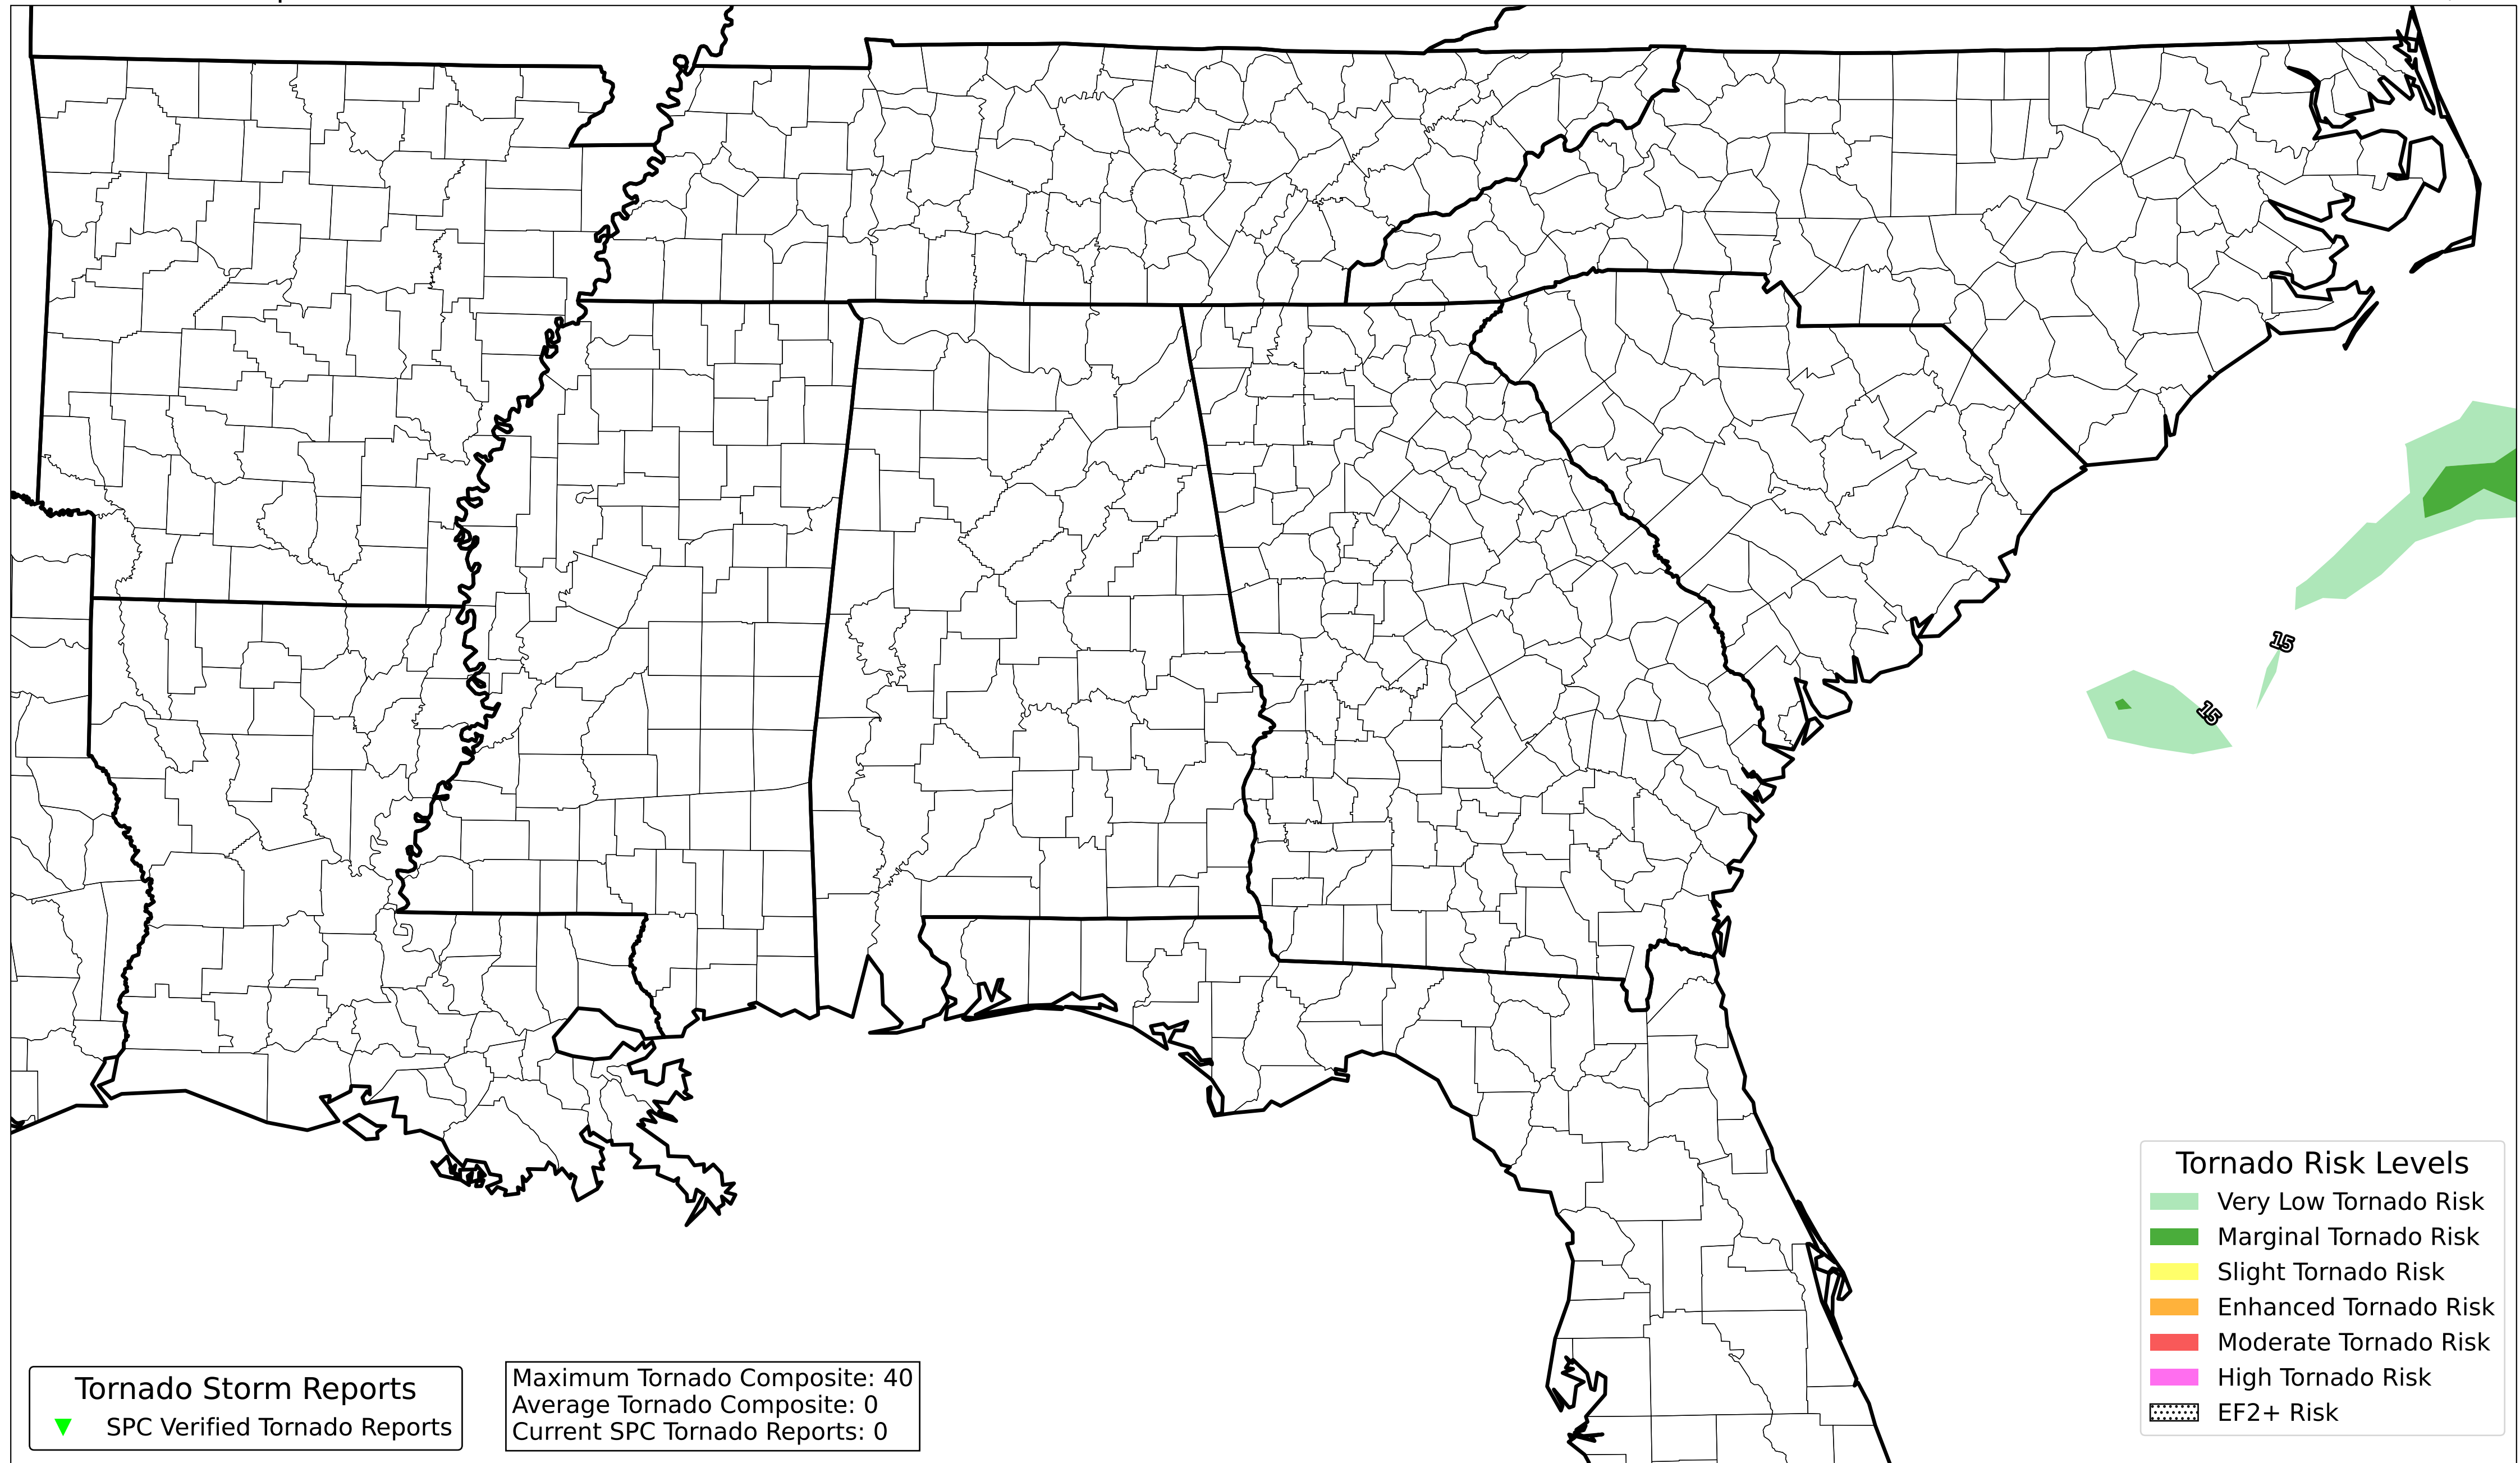 15
15
Tornado Risk Levels
Very Low Tornado Risk
Marginal Tornado Risk
Slight Tornado Risk
Enhanced Tornado Risk
Moderate Tornado Risk
High Tornado Risk
EF2+ Risk
Tornado Storm Reports
SPC Verified Tornado Reports
Maximum Tornado Composite: 40
Average Tornado Composite: 0
Current SPC Tornado Reports: 0